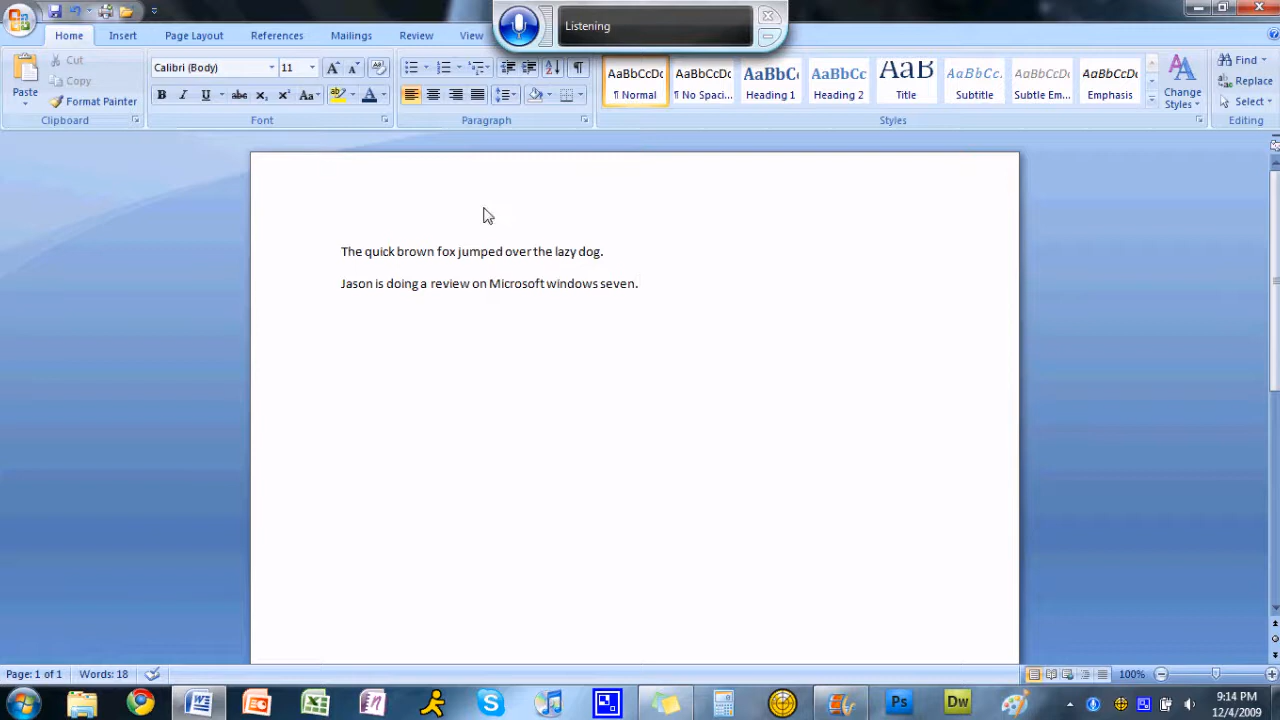 Listening
Home Insert Page Layout References Mailings Review View
Cut
Copy
Paste
Format Painter
Clipboard
Calibri (Body) 11
Font
Paragraph
AaBbCcDc AaBbCcDc AaBbC AaBbCc AaB AaBbCc. AaBbCcDc AaBbCcDc
¶ Normal ¶ No Spaci... Heading 1 Heading 2 Title Subtitle Subtle Em... Emphasis
Change Styles
Styles
Find
Replace
Select
Editing
The quick brown fox jumped over the lazy dog.
Jason is doing a review on Microsoft windows seven.
Page: 1 of 1 Words: 18 100%
Ps Dw
9:14 PM
12/4/2009